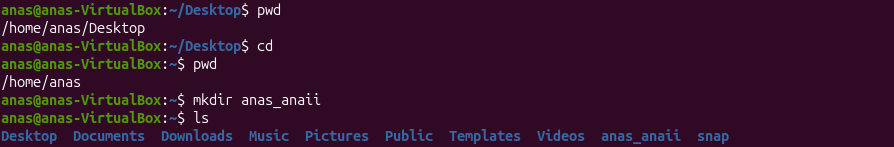 anas@anas-VirtualBox:~/Desktop$ pwd
/home/anas/Desktop
anas@anas-VirtualBox:~/Desktop$ cd
anas@anas-VirtualBox:~$ pwd
/home/anas
anas@anas-VirtualBox:~$ mkdir anas_anaii
anas@anas-VirtualBox:~$ ls
Desktop  Documents  Downloads  Music  Pictures  Public  Templates  Videos  anas_anaii  snap